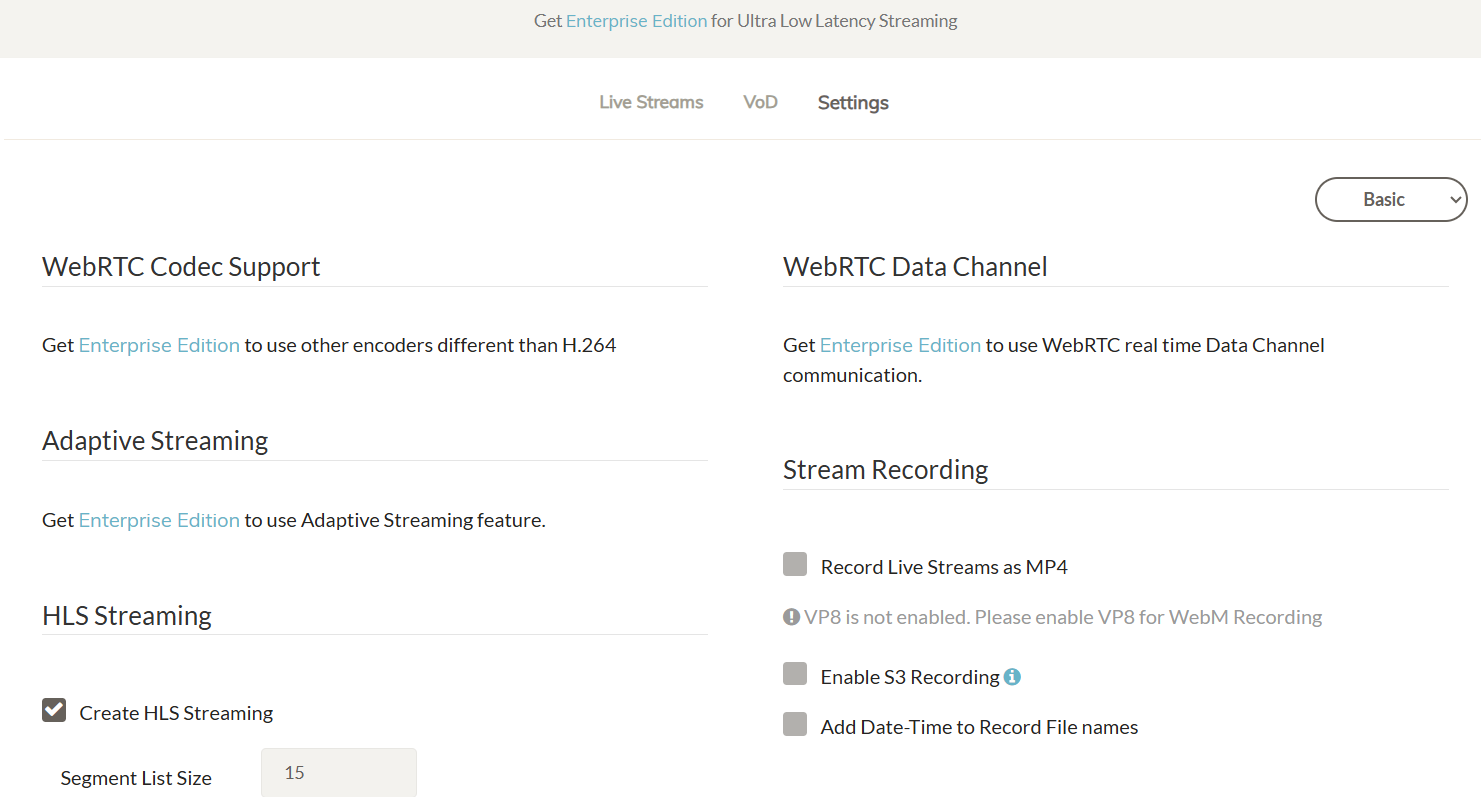 Get Enterprise Edition for Ultra Low Latency Streaming
Live Streams VoD Settings
Basic
WebRTC Codec Support
Get Enterprise Edition to use other encoders different than H.264
Adaptive Streaming
Get Enterprise Edition to use Adaptive Streaming feature.
HLS Streaming
Create HLS Streaming
Segment List Size 15
WebRTC Data Channel
Get Enterprise Edition to use WebRTC real time Data Channel
communication.
Stream Recording
Record Live Streams as MP4
VP8 is not enabled. Please enable VP8 for WebM Recording
Enable S3 Recording
Add Date-Time to Record File names